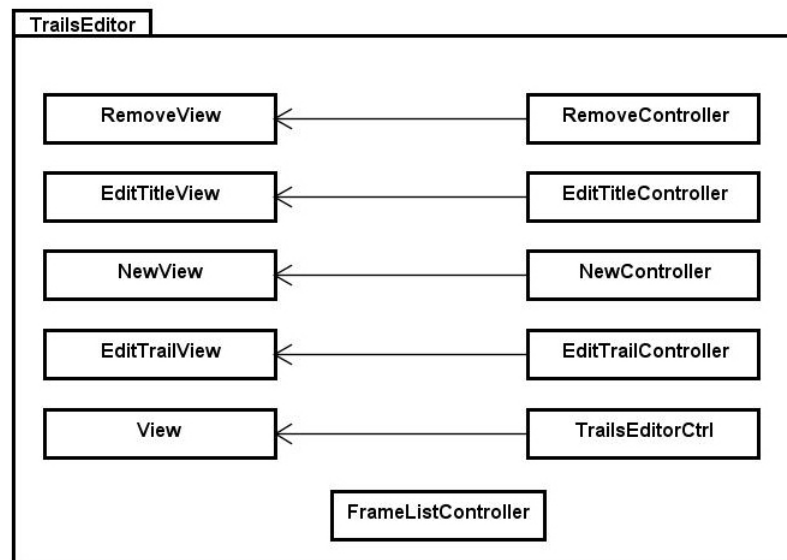 TrailsEditor
RemoveView
RemoveController
EditTitleView
EditTitleController
NewView
NewController
EditTrailView
EditTrailController
View
TrailsEditorCtrl
FrameListController